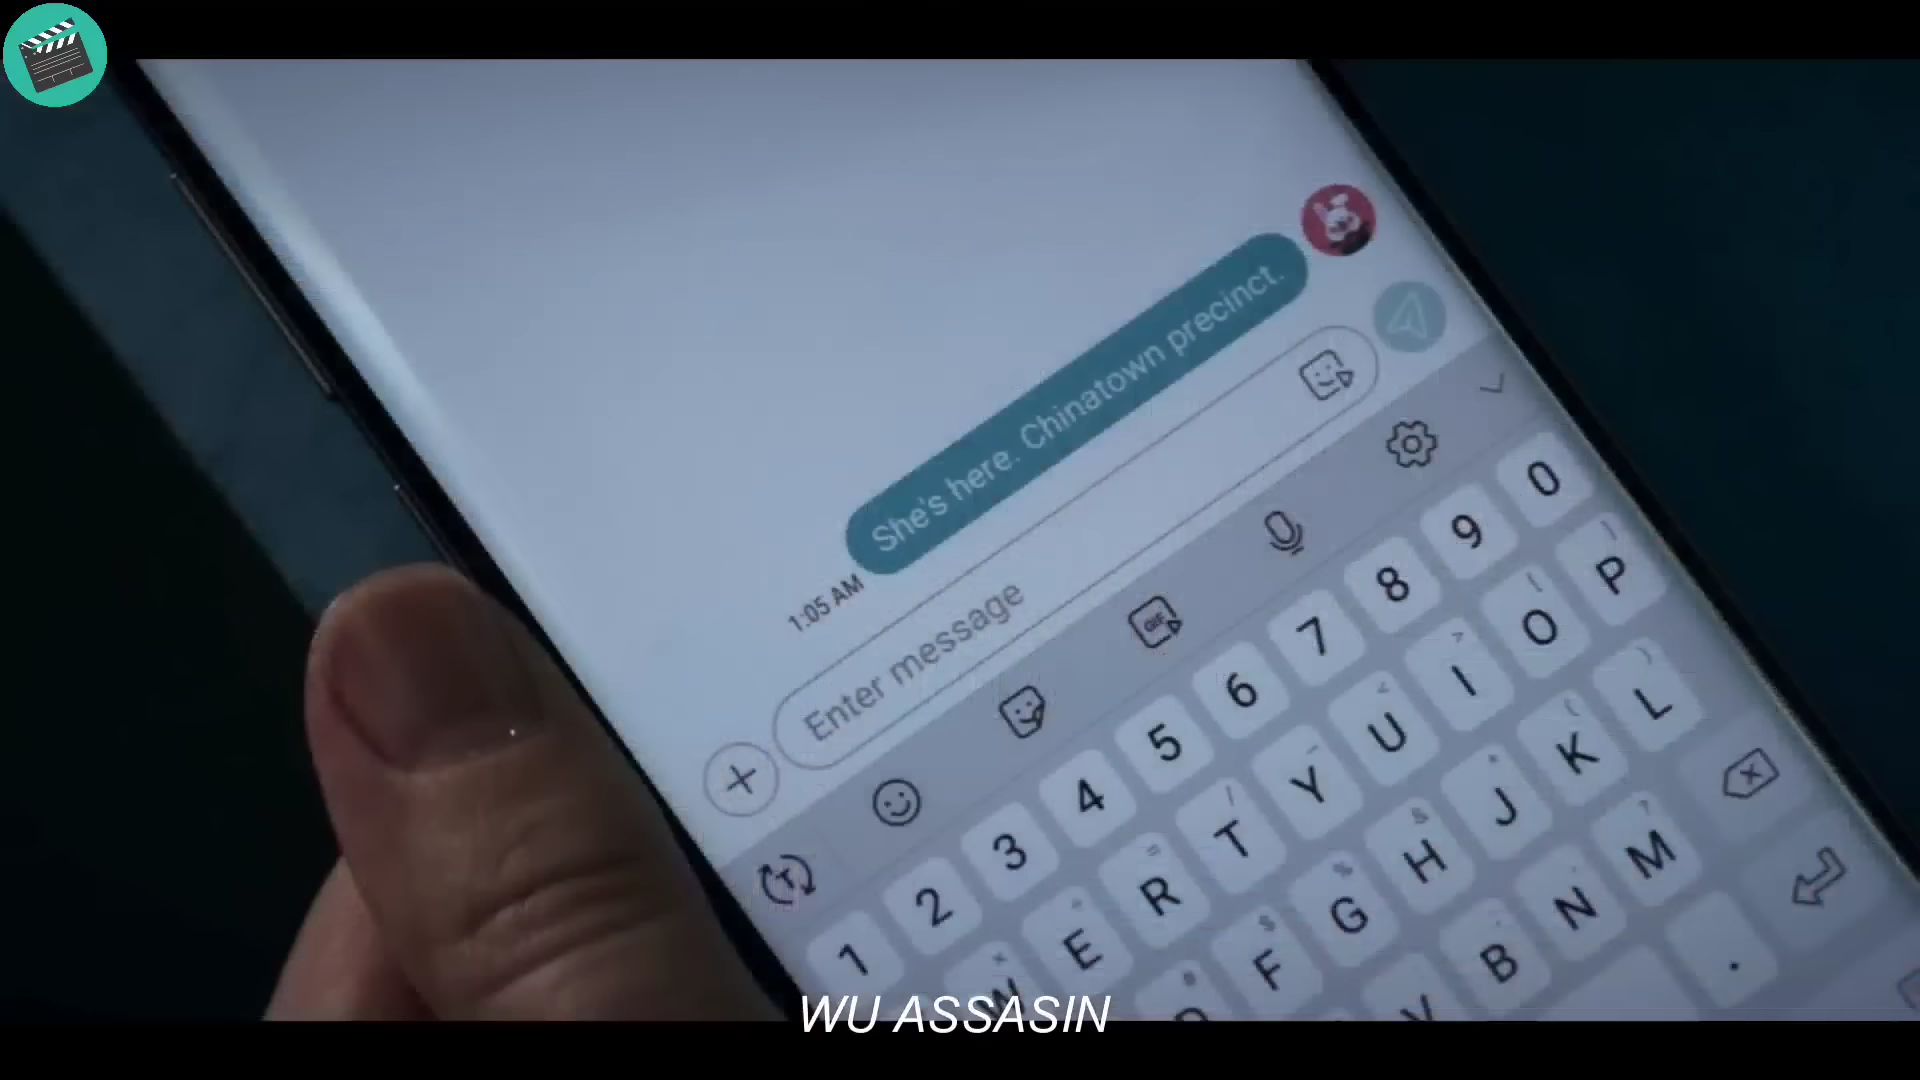 She's here. Chinatown precinct.
1:05 AM
Enter message
GIF
T
1 2 3 4 5 6 7 8 9 0
W E R T Y U I O P
D F G H J K L
V B N M
.
WU ASSASIN